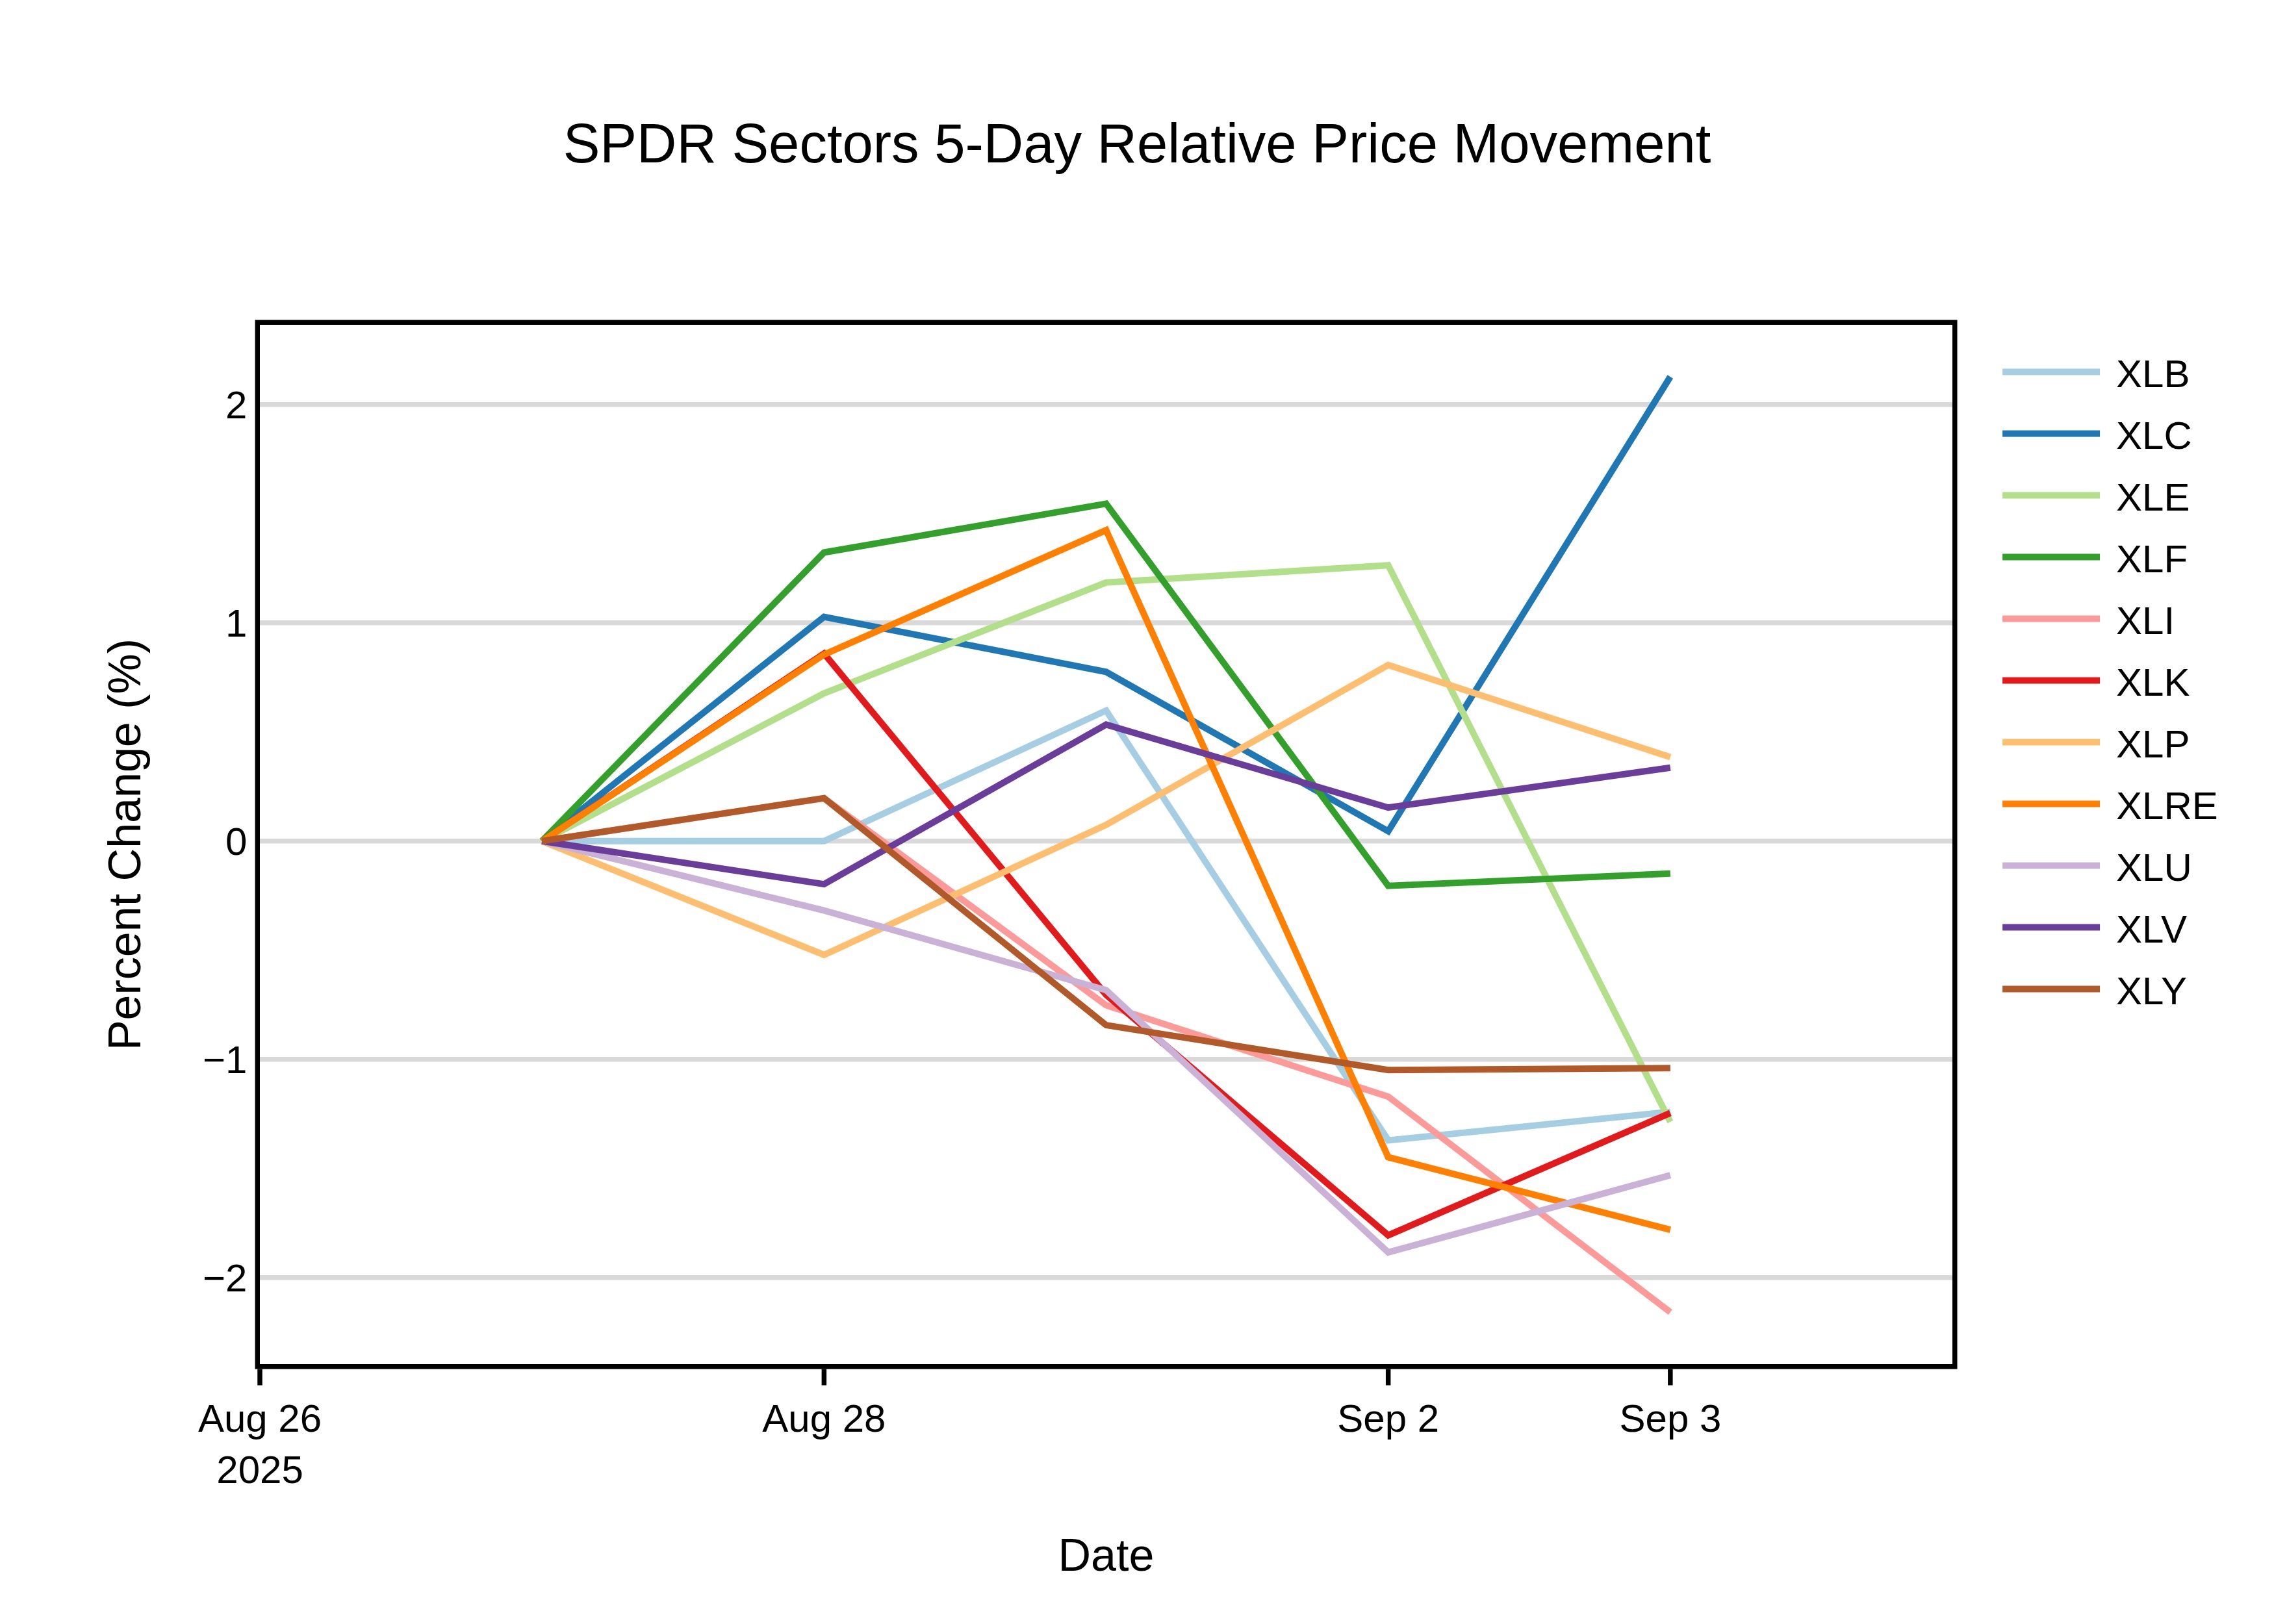 SPDR Sectors 5-Day Relative Price Movement
Percent Change (%)
2
1
0
−1
−2
Aug 26
2025
Aug 28
Sep 2
Sep 3
Date
XLB
XLC
XLE
XLF
XLI
XLK
XLP
XLRE
XLU
XLV
XLY